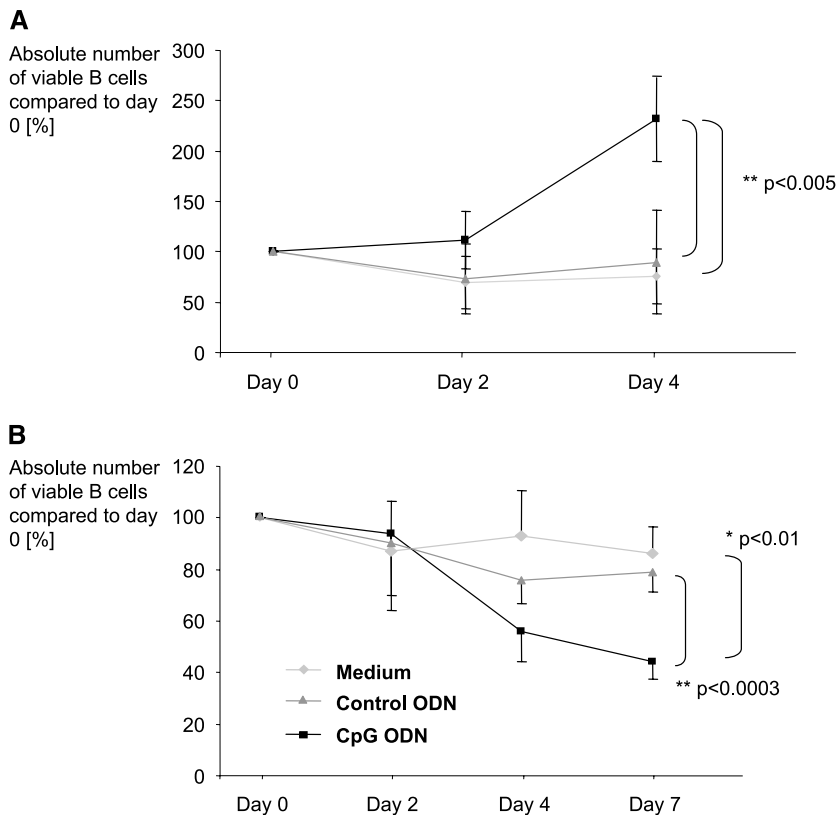 A
Absolute number
of viable B cells
compared to day
0 [%]
300
250
200
150
100
50
0
** p<0.005
Day 0 Day 2 Day 4
B
Absolute number
of viable B cells
compared to day
0 [%]
120
100
80
60
40
20
0
* p<0.01
** p<0.0003
Medium
Control ODN
CpG ODN
Day 0 Day 2 Day 4 Day 7